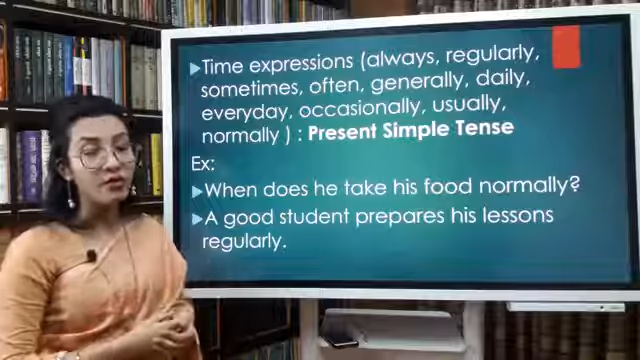 Time expressions (always, regularly,
sometimes, often, generally, daily,
everyday, occasionally, usually,
normally ) : Present Simple Tense
Ex:
When does he take his food normally?
A good student prepares his lessons
regularly.